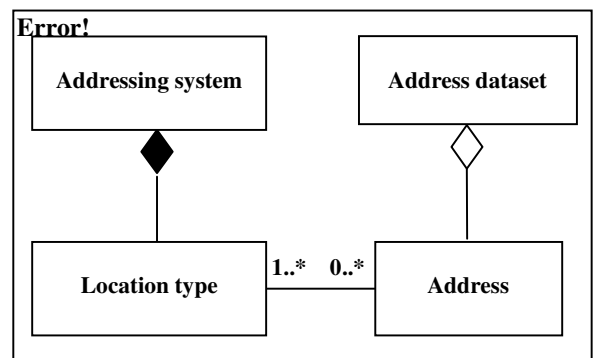 Error!
Addressing system
Address dataset
1..* 0..*
Location type
Address